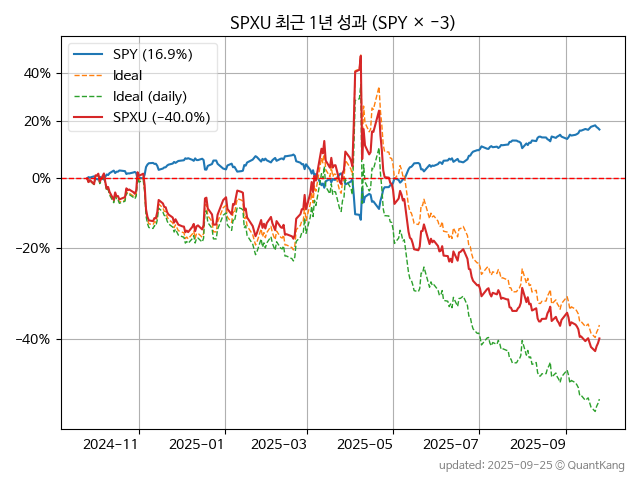 SPXU 최근 1년 성과 (SPY × −3)
SPY (16.9%)
Ideal
Ideal (daily)
SPXU (−40.0%)
40%
20%
0%
−20%
−40%
2024−11
2025−01
2025−03
2025−05
2025−07
2025−09
updated: 2025-09-25 ⓒ QuantKang